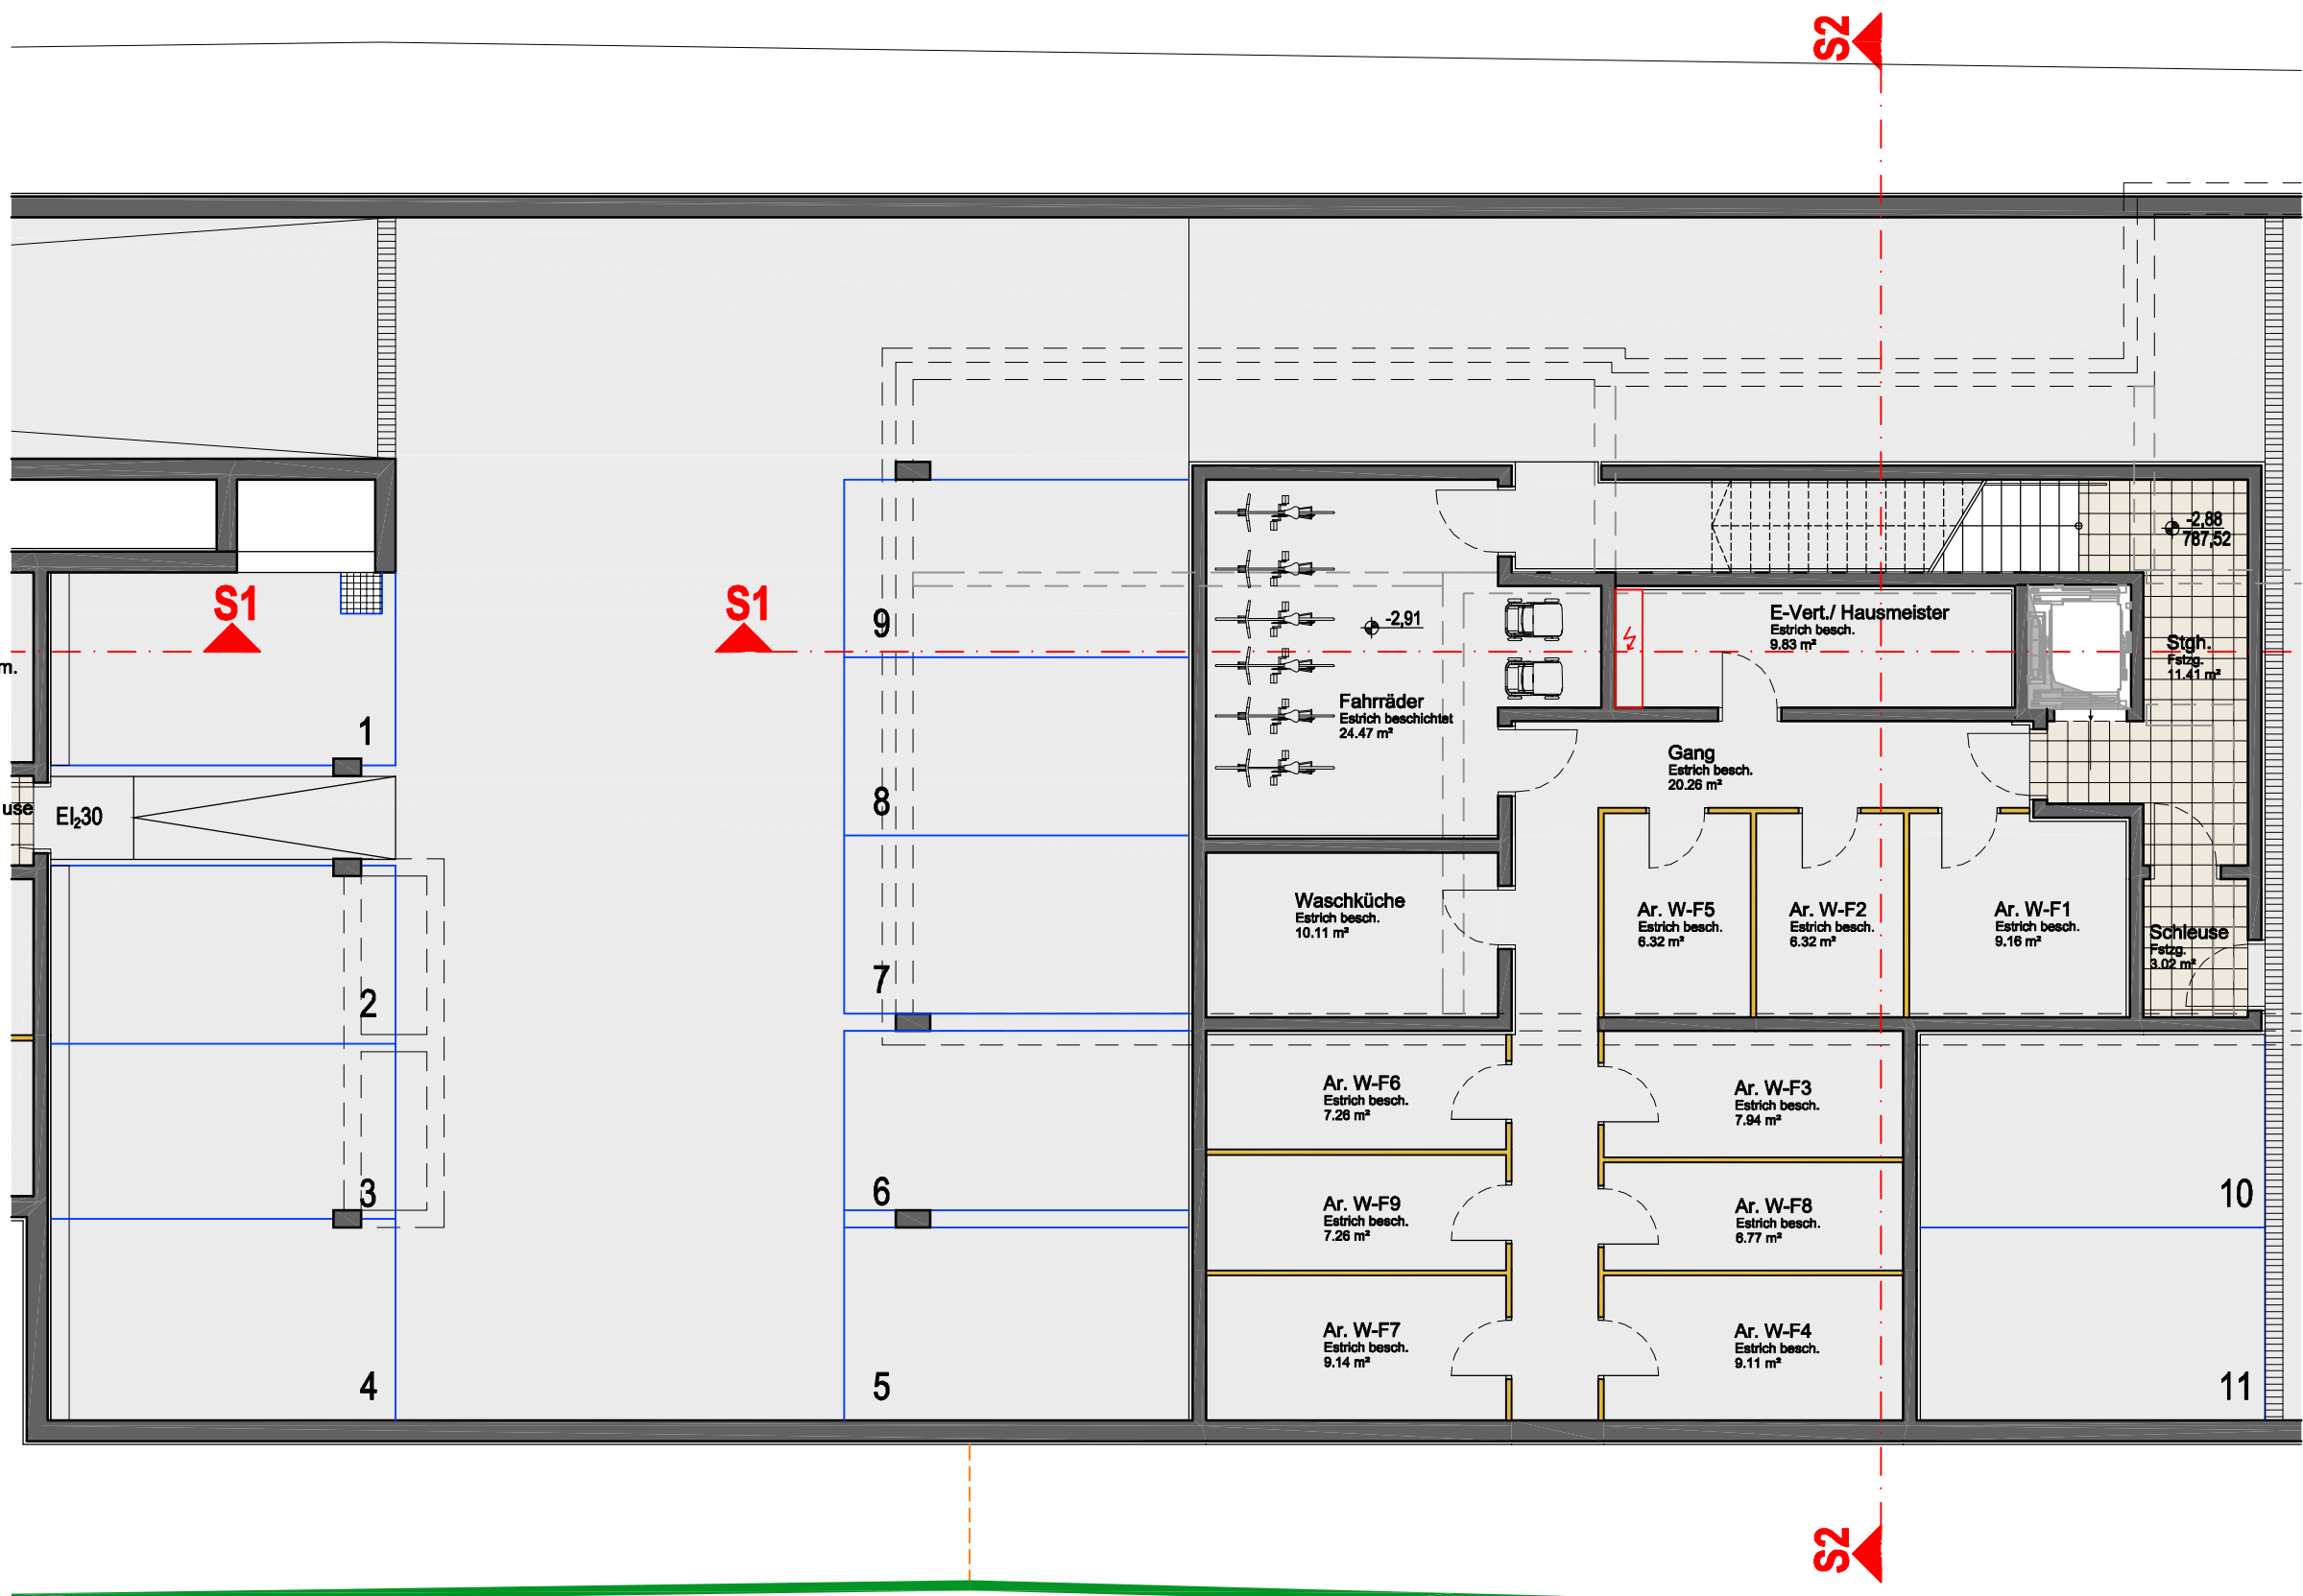 S2
-2,88
787,52
S1
S1
9
-2,91
E-Vert./ Hausmeister
Estrich besch.
9.83 m²
Stgh.
Fstzg.
11.41 m²
m.
1
Fahrräder
Estrich beschichtet
24.47 m²
Gang
Estrich besch.
20.26 m²
use
EI₂30
8
Waschküche
Estrich besch.
10.11 m²
Ar. W-F5
Estrich besch.
6.32 m²
Ar. W-F2
Estrich besch.
6.32 m²
Ar. W-F1
Estrich besch.
9.16 m²
Schleuse
Fstzg.
3.02 m²
2
7
Ar. W-F6
Estrich besch.
7.26 m²
Ar. W-F3
Estrich besch.
7.94 m²
3
6
Ar. W-F9
Estrich besch.
7.26 m²
Ar. W-F8
Estrich besch.
6.77 m²
10
4
5
Ar. W-F7
Estrich besch.
9.14 m²
Ar. W-F4
Estrich besch.
9.11 m²
11
S2